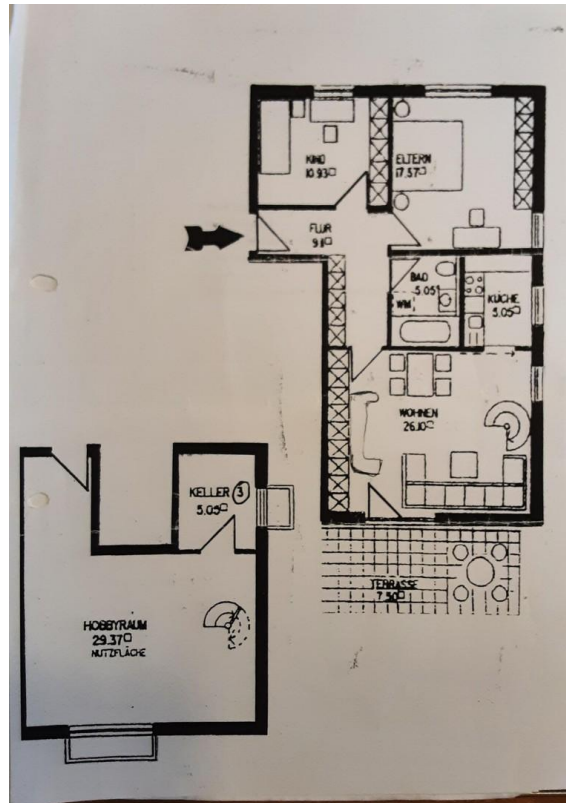 KIND
10.93
ELTERN
17.57
FLUR
9.11
BAD
5.05
WM
KÜCHE
5.05
WOHNEN
26.10
KELLER 3
5.05
TERRASSE
7.50
HOBBYRAUM
29.37
NUTZFLÄCHE